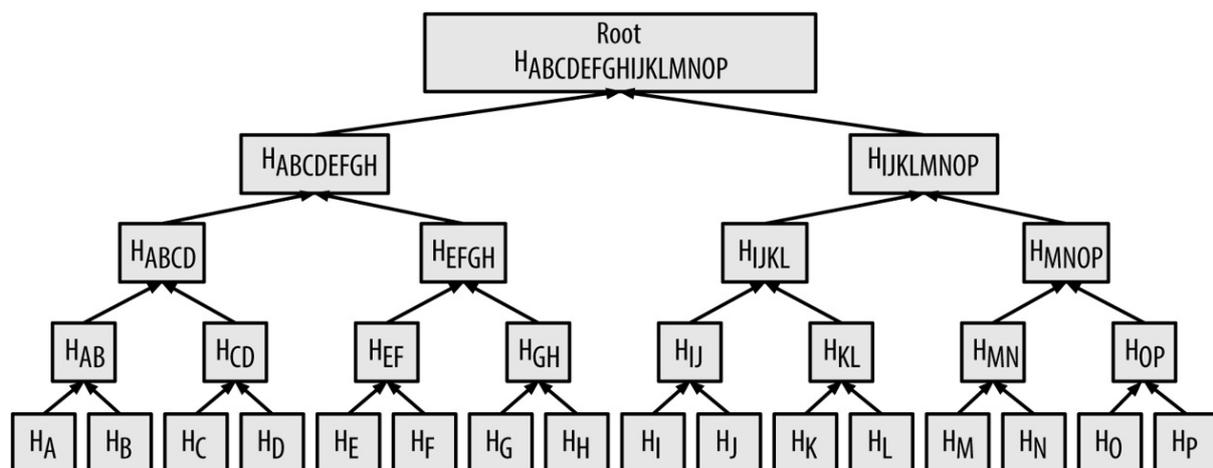 Root
HABCDEFGHIJKLMNOP
HABCDEFGH
HIJKLMNOP
HABCD
HEFGH
HIJKL
HMNOP
HAB
HCD
HEF
HGH
HIJ
HKL
HMN
HOP
HA
HB
HC
HD
HE
HF
HG
HH
HI
HJ
HK
HL
HM
HN
HO
HP